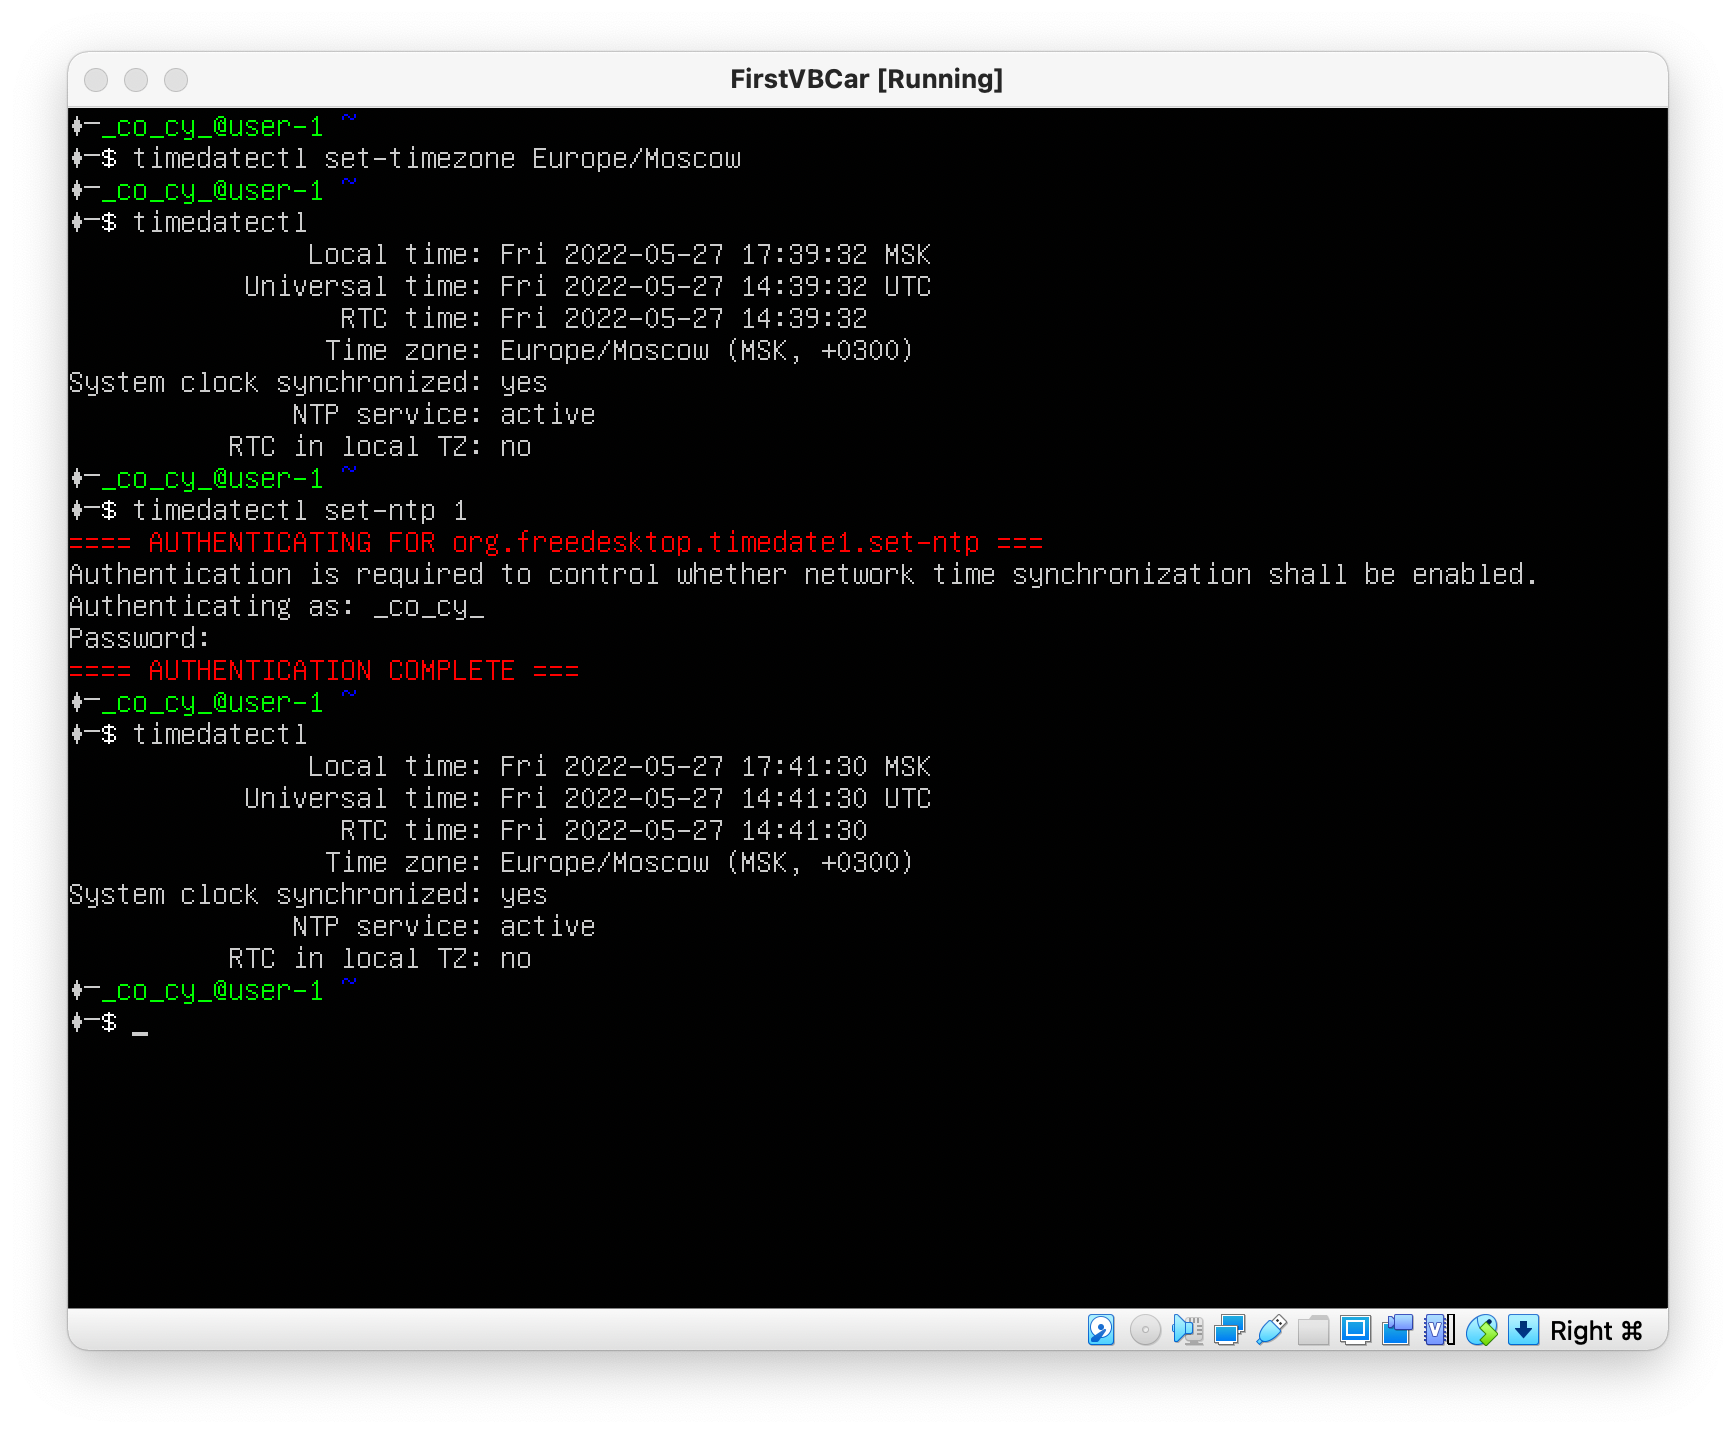 FirstVBCar [Running]
♦─_co_cy_@user-1 ~
♦─$ timedatectl set-timezone Europe/Moscow
♦─_co_cy_@user-1 ~
♦─$ timedatectl
Local time: Fri 2022-05-27 17:39:32 MSK
Universal time: Fri 2022-05-27 14:39:32 UTC
RTC time: Fri 2022-05-27 14:39:32
Time zone: Europe/Moscow (MSK, +0300)
System clock synchronized: yes
NTP service: active
RTC in local TZ: no
♦─_co_cy_@user-1 ~
♦─$ timedatectl set-ntp 1
==== AUTHENTICATING FOR org.freedesktop.timedate1.set-ntp ===
Authentication is required to control whether network time synchronization shall be enabled.
Authenticating as: _co_cy_
Password:
==== AUTHENTICATION COMPLETE ===
♦─_co_cy_@user-1 ~
♦─$ timedatectl
Local time: Fri 2022-05-27 17:41:30 MSK
Universal time: Fri 2022-05-27 14:41:30 UTC
RTC time: Fri 2022-05-27 14:41:30
Time zone: Europe/Moscow (MSK, +0300)
System clock synchronized: yes
NTP service: active
RTC in local TZ: no
♦─_co_cy_@user-1 ~
♦─$ _
Right ⌘